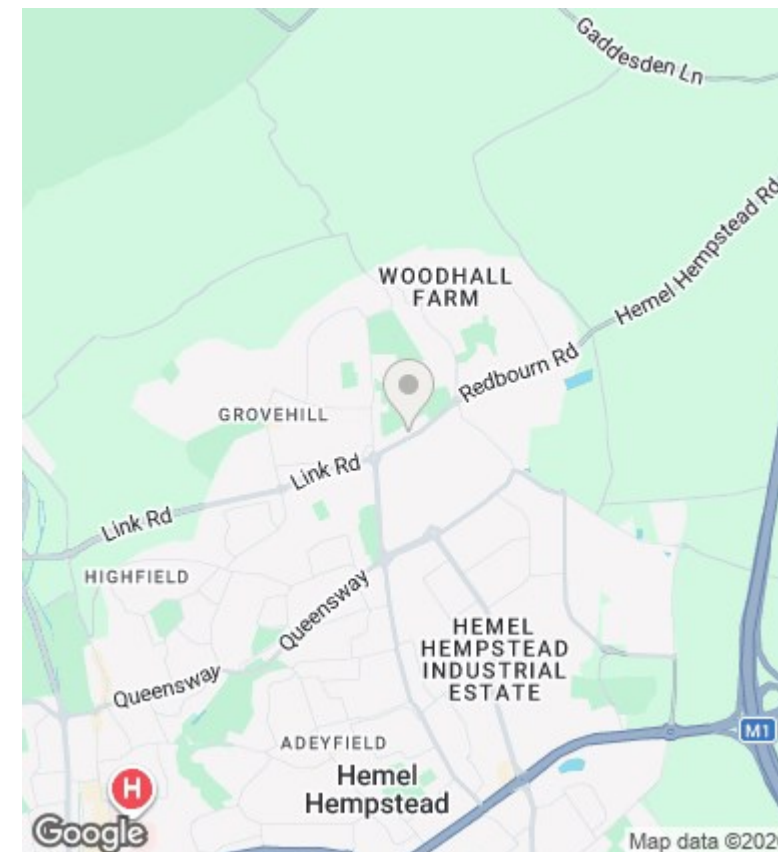 Gaddesden Ln
Hemel Hempstead Rd
WOODHALL
FARM
Redbourn Rd
GROVEHILL
Link Rd
Link Rd
HIGHFIELD
Queensway
HEMEL
HEMPSTEAD
INDUSTRIAL
ESTATE
Queensway
M1
ADEYFIELD
Hemel
Hempstead
H
Google
Map data ©202